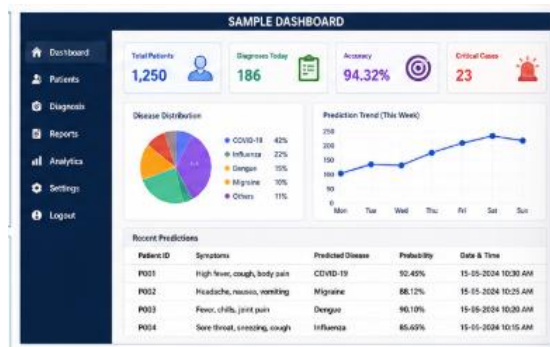 SAMPLE DASHBOARD
Dashboard
Patients
Diagnosis
Reports
Analytics
Settings
Logout
Total Patients
1,250
Diagnoses Today
186
Accuracy
94.32%
Critical Cases
23
Disease Distribution
COVID-19 42%
Influenza 22%
Dengue 15%
Migraine 10%
Others 11%
Prediction Trend (This Week)
250
200
150
100
50
0
Mon Tue Wed Thu Fri Sat Sun
Recent Predictions
Patient ID Symptoms Predicted Disease Probability Date & Time
P001 High fever, cough, body pain COVID-19 92.45% 15-05-2024 10:30 AM
P002 Headache, nausea, vomiting Migraine 88.12% 15-05-2024 10:25 AM
P003 Fever, chills, joint pain Dengue 90.10% 15-05-2024 10:20 AM
P004 Sore throat, sneezing, cough Influenza 85.65% 15-05-2024 10:15 AM